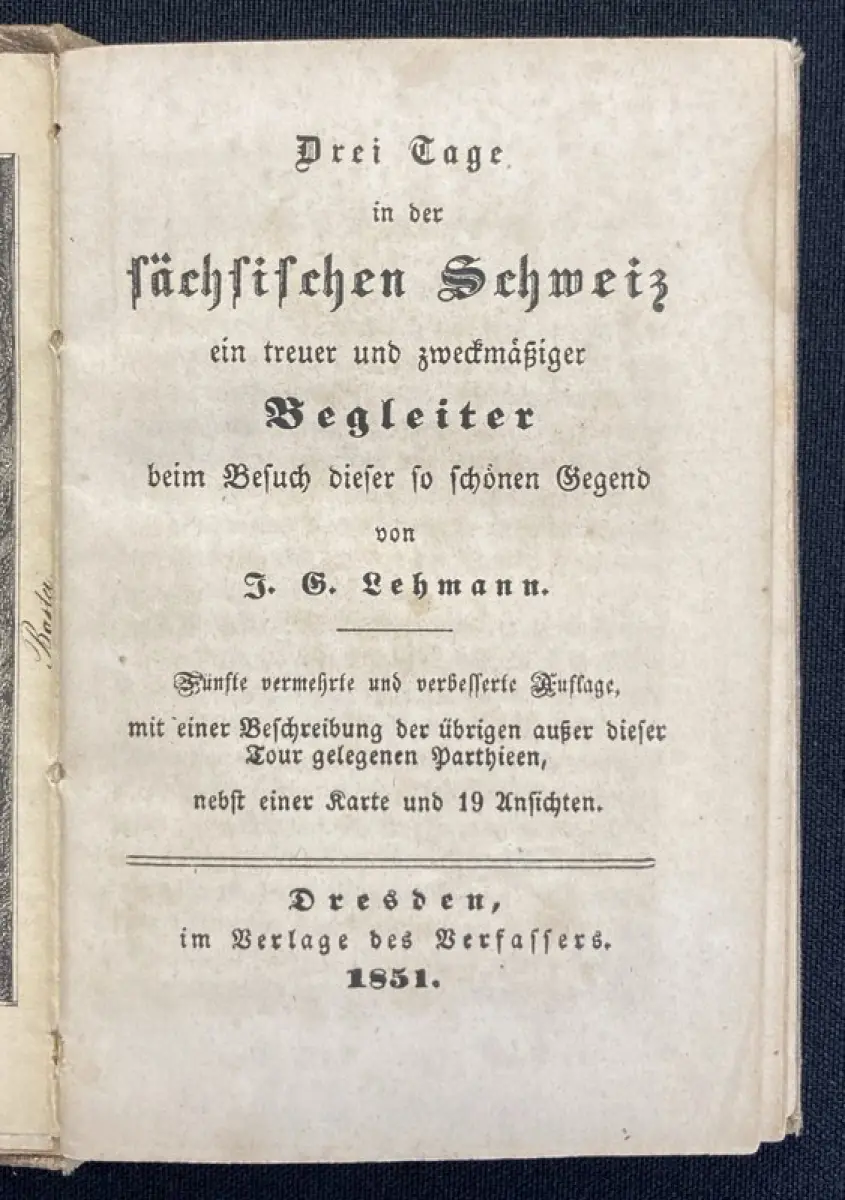 Drei Tage
in der
sächsischen Schweiz
ein treuer und zweckmäßiger
Begleiter
beim Besuch dieser so schönen Gegend
von
J. G. Lehmann.
Fünfte vermehrte und verbesserte Auflage,
mit einer Beschreibung der übrigen außer dieser
Tour gelegenen Parthieen,
nebst einer Karte und 19 Ansichten.
Dresden,
im Verlage des Verfassers.
1851.